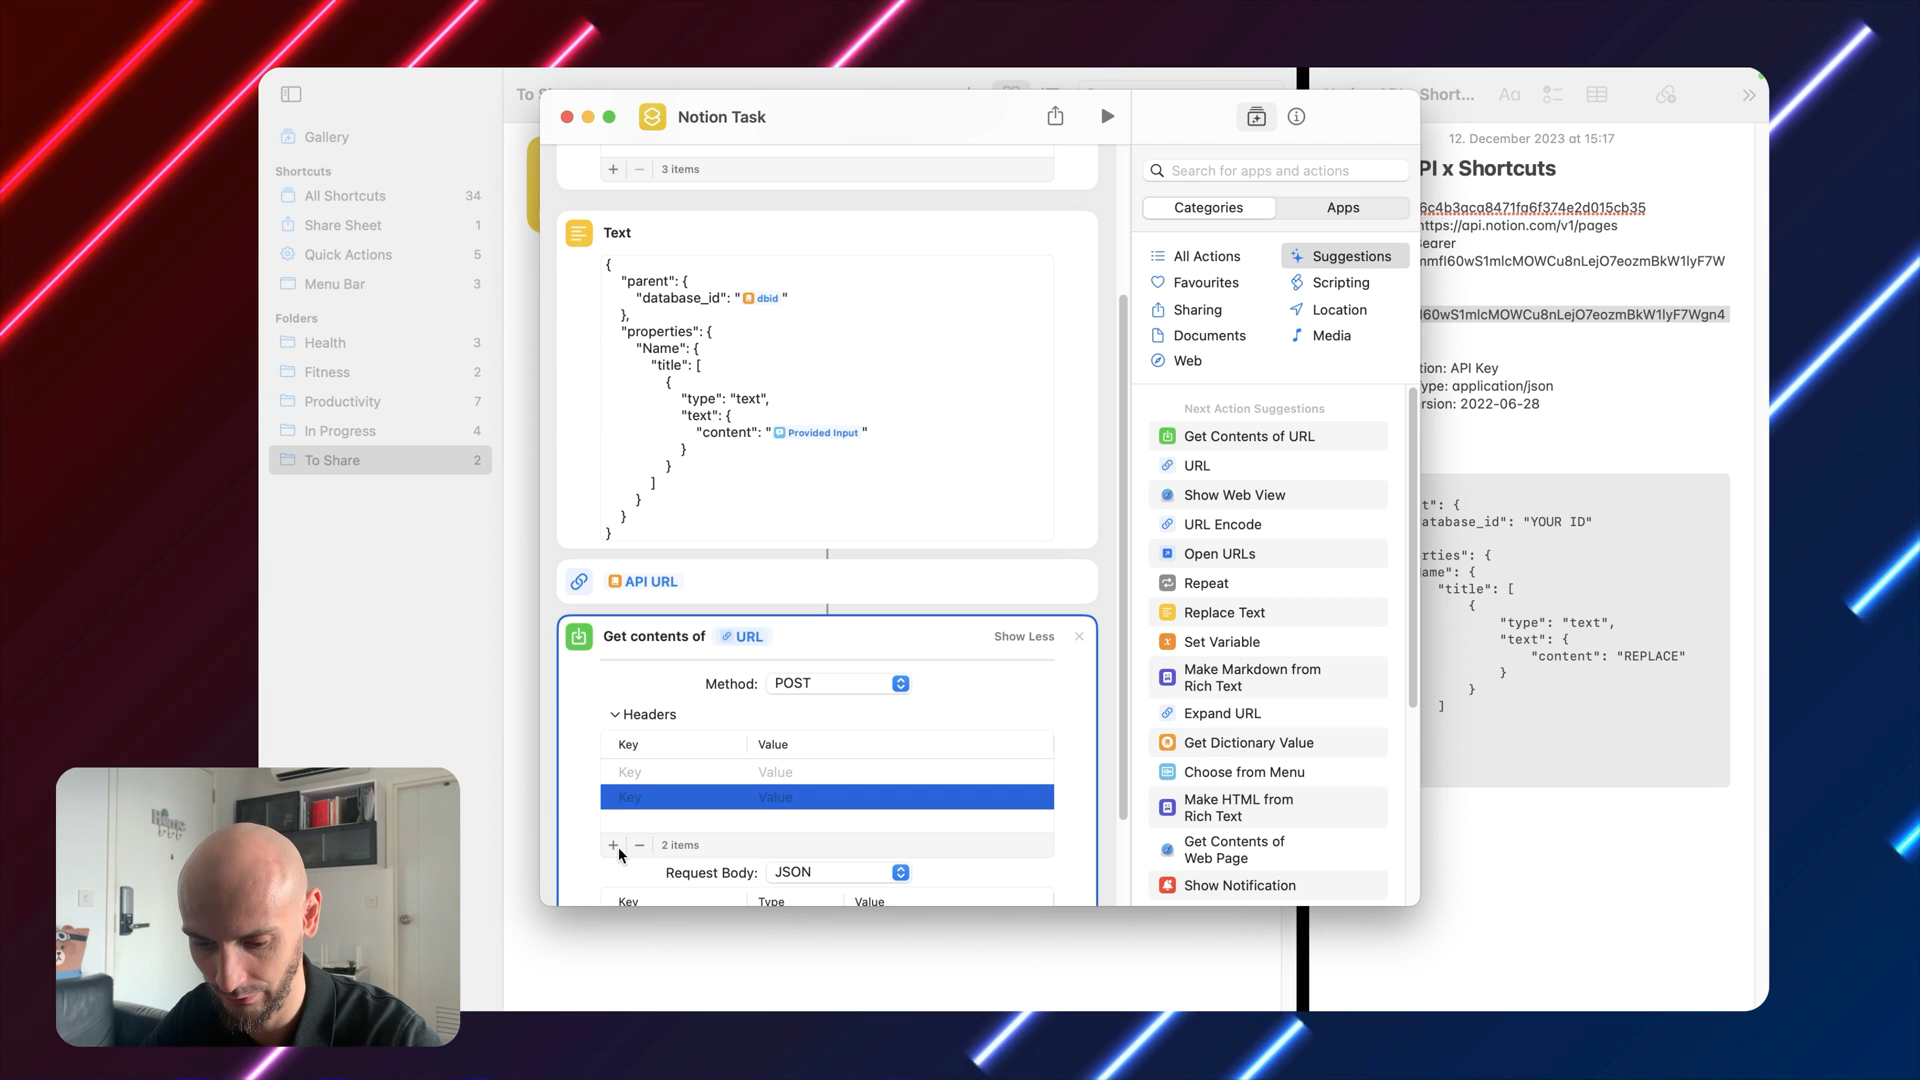 Gallery
Shortcuts
All Shortcuts 34
Share Sheet 1
Quick Actions 5
Menu Bar 3
Folders
Health 3
Fitness 2
Productivity 7
In Progress 4
To Share 2
Notion Task
3 items
Text
{
"parent": {
"database_id": " dbid "
},
"properties": {
"Name": {
"title": [
{
"type": "text",
"text": {
"content": " Provided Input "
}
}
]
}
}
}
API URL
Get contents of URL Show Less
Method: POST
Headers
Key Value
Key Value
Key Value
2 items
Request Body: JSON
Key Type Value
Search for apps and actions
Categories Apps
All Actions Suggestions
Favourites Scripting
Sharing Location
Documents Media
Web
Next Action Suggestions
Get Contents of URL
URL
Show Web View
URL Encode
Open URLs
Repeat
Replace Text
Set Variable
Make Markdown from
Rich Text
Expand URL
Get Dictionary Value
Choose from Menu
Make HTML from
Rich Text
Get Contents of
Web Page
Show Notification
Short... Aa
12. December 2023 at 15:17
PI x Shortcuts
6c4b3aca8471fa6f374e2d015cb35
https://api.notion.com/v1/pages
earer
mmfI60wS1mlcMOWCu8nLejO7eozmBkW1lyF7W
l60wS1mlcMOWCu8nLejO7eozmBkW1lyF7Wgn4
tion: API Key
ype: application/json
rsion: 2022-06-28
t": {
atabase_id": "YOUR ID"
rties": {
ame": {
"title": [
{
"type": "text",
"text": {
"content": "REPLACE"
}
}
]